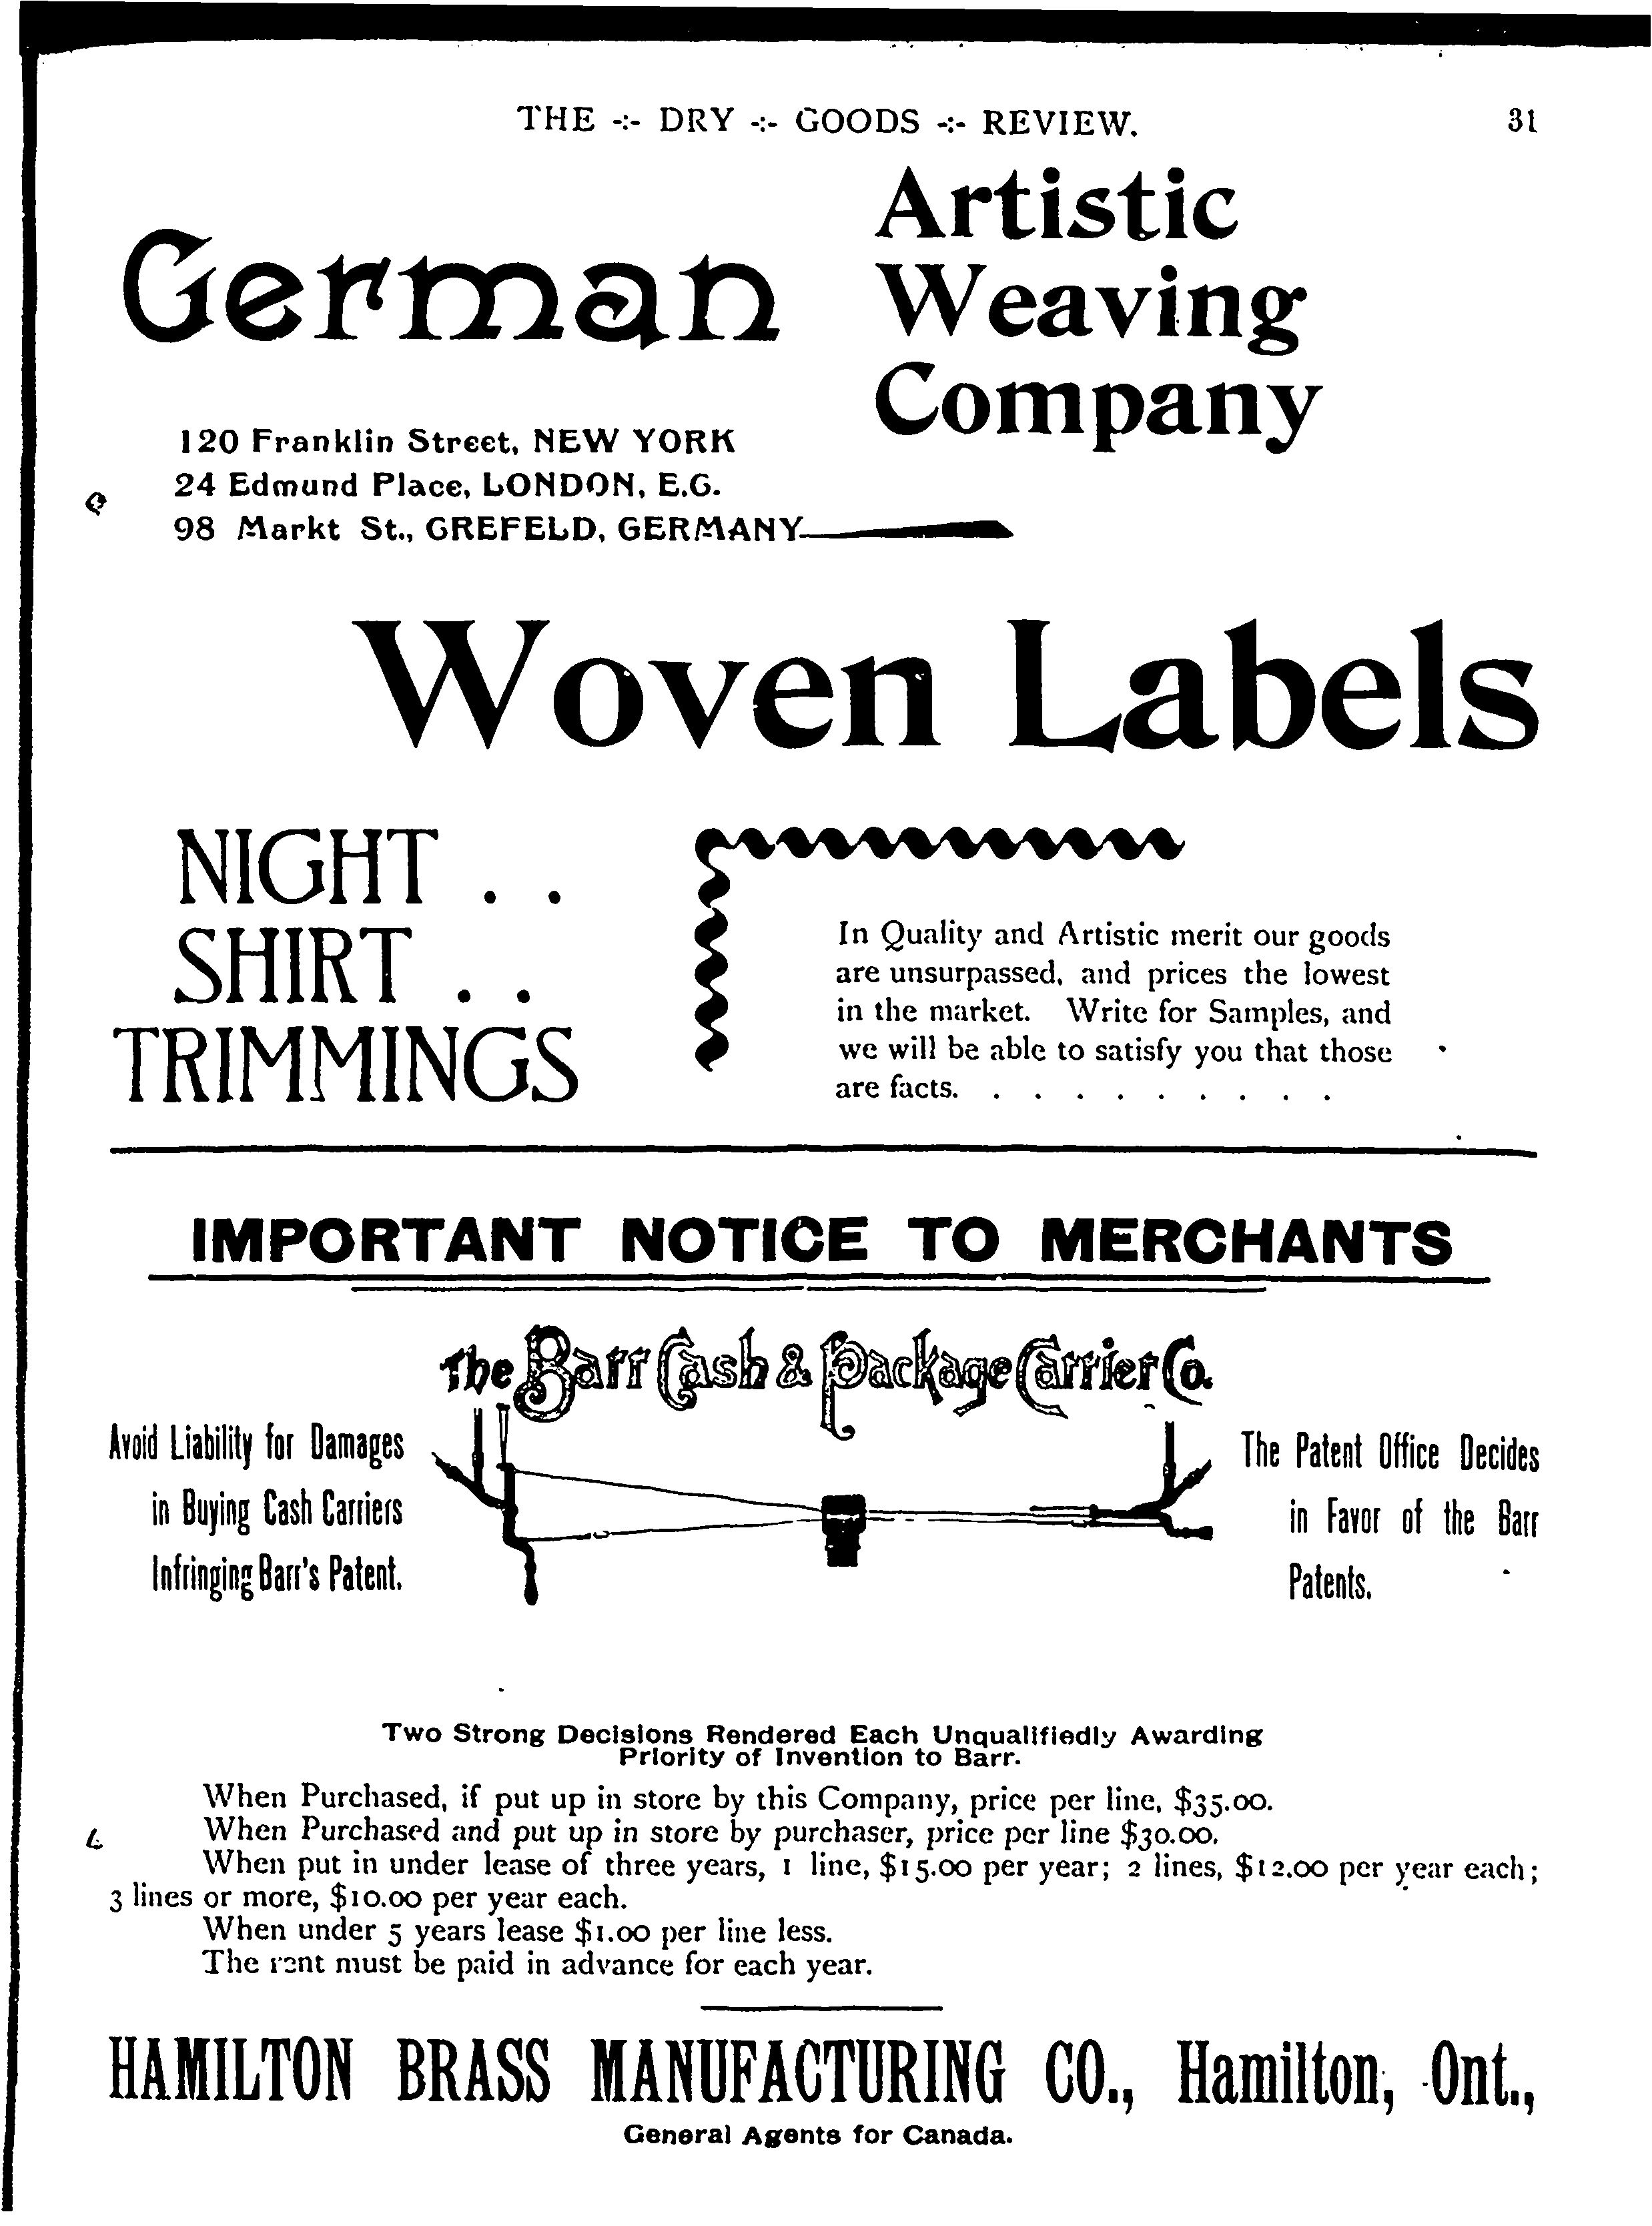 THE -:- DRY -:- GOODS -:- REVIEW. 31
German
Artistic
Weaving
Company
120 Franklin Street, NEW YORK
24 Edmund Place, LONDON, E.C.
98 Markt St., CREFELD, GERMANY
Woven Labels
NIGHT . .
SHIRT . .
TRIMMINGS
In Quality and Artistic merit our goods
are unsurpassed, and prices the lowest
in the market. Write for Samples, and
we will be able to satisfy you that those
are facts. . . . . . . . . .
IMPORTANT NOTICE TO MERCHANTS
The Barr Cash & Package Carrier Co.
Avoid Liability for Damages
in Buying Cash Carriers
Infringing Barr's Patent.
The Patent Office Decides
in Favor of the Barr
Patents.
Two Strong Decisions Rendered Each Unqualifiedly Awarding
Priority of Invention to Barr.
When Purchased, if put up in store by this Company, price per line, $35.00.
When Purchased and put up in store by purchaser, price per line $30.00.
When put in under lease of three years, 1 line, $15.00 per year; 2 lines, $12.00 per year each;
3 lines or more, $10.00 per year each.
When under 5 years lease $1.00 per line less.
The rent must be paid in advance for each year.
HAMILTON BRASS MANUFACTURING CO., Hamilton, Ont.,
General Agents for Canada.